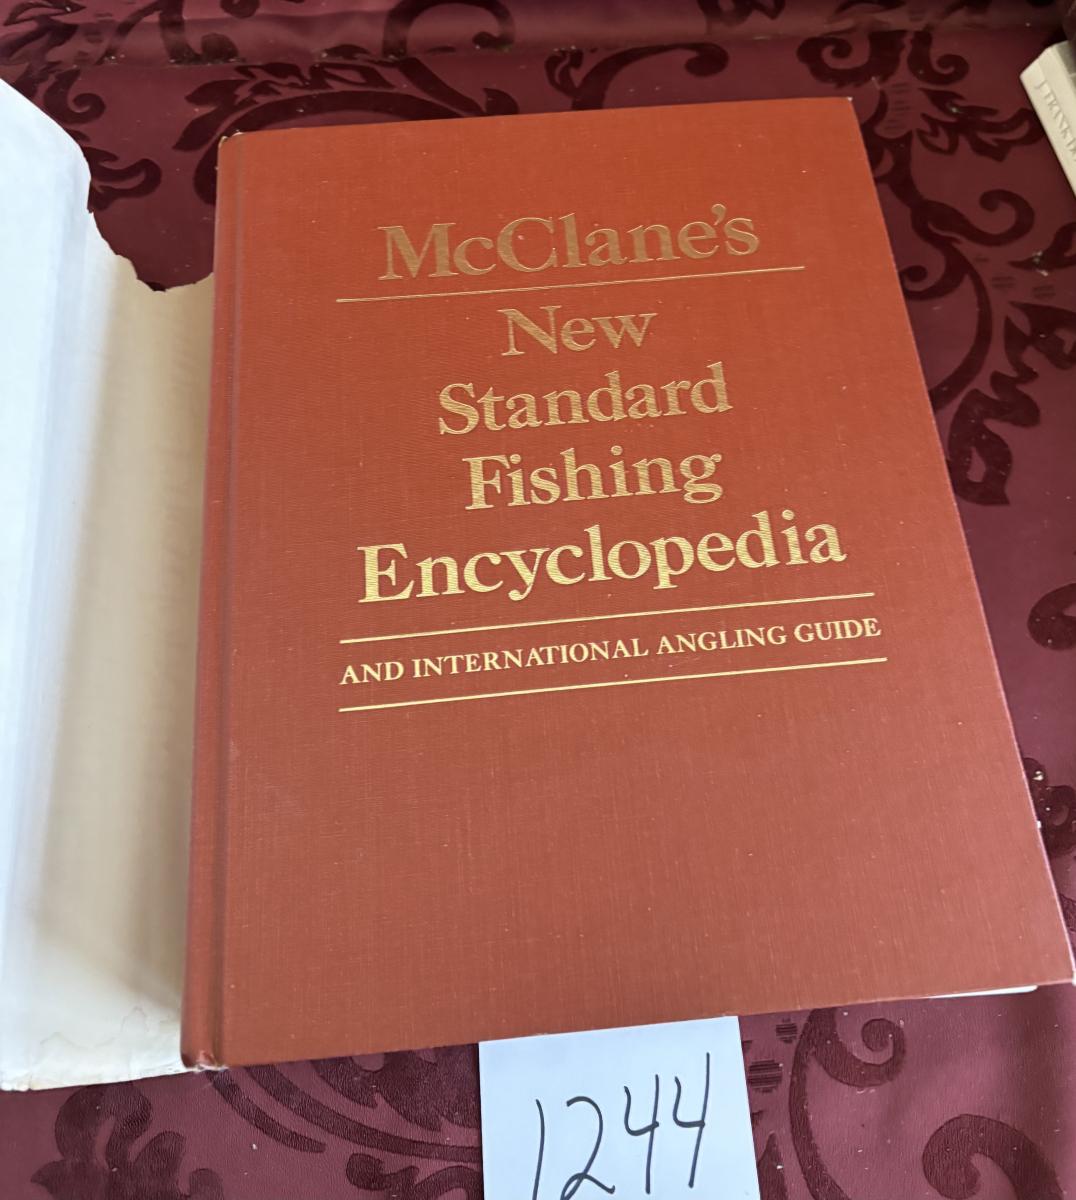 McClane's
New
Standard
Fishing
Encyclopedia
AND INTERNATIONAL ANGLING GUIDE
1244